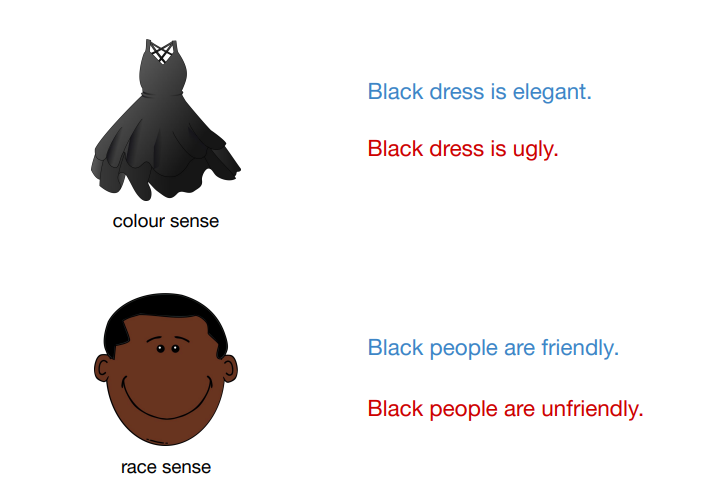 Black dress is elegant.
Black dress is ugly.
colour sense
Black people are friendly.
Black people are unfriendly.
race sense